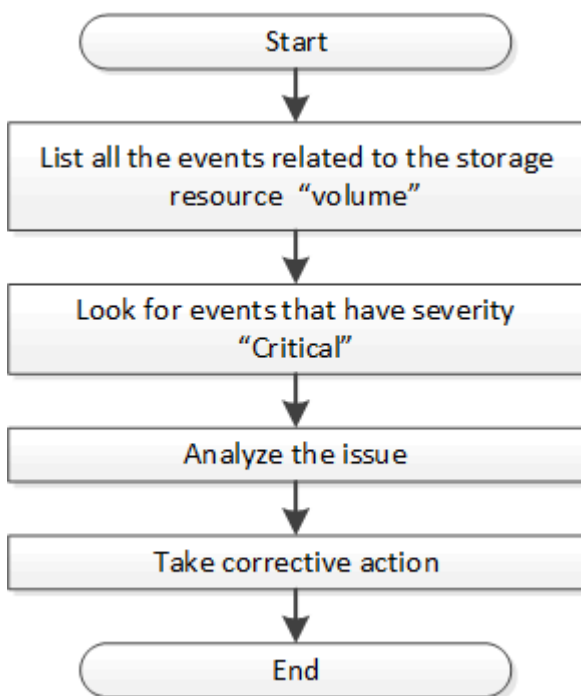 Start
List all the events related to the storage
resource “volume”
Look for events that have severity
“Critical”
Analyze the issue
Take corrective action
End